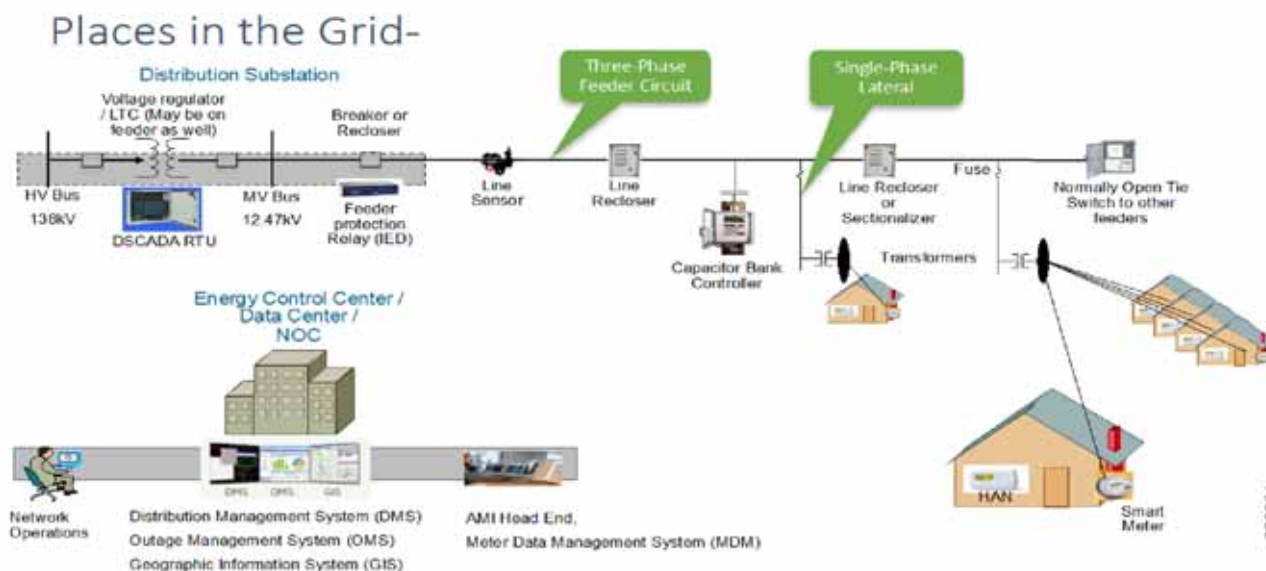 Places in the Grid-
Distribution Substation
Voltage regulator
/ LTC (May be on
feeder as well)
Breaker or
Recloser
Three-Phase
Feeder Circuit
Single-Phase
Lateral
HV Bus
138kV
DSCADA RTU
MV Bus
12.47kV
Feeder
protection
Relay (IED)
Line
Sensor
Line
Recloser
Capacitor Bank
Controller
Line Recloser
or
Sectionalizer
Fuse
Normally Open Tie
Switch to other
feeders
Transformers
Energy Control Center /
Data Center /
NOC
DMS
OMS
GIS
Network
Operations
Distribution Management System (DMS)
Outage Management System (OMS)
Geographic Information System (GIS)
AMI Head End,
Meter Data Management System (MDM)
HAN
Smart
Meter